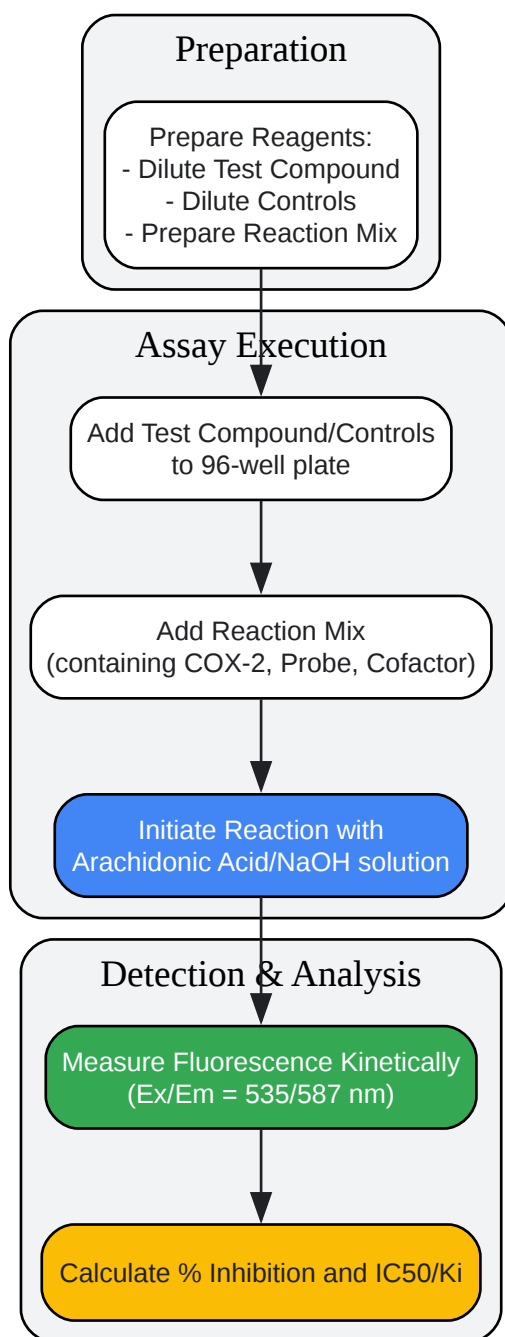 Preparation
Prepare Reagents:
- Dilute Test Compound
- Dilute Controls
- Prepare Reaction Mix
Assay Execution
Add Test Compound/Controls
to 96-well plate
Add Reaction Mix
(containing COX-2, Probe, Cofactor)
Initiate Reaction with
Arachidonic Acid/NaOH solution
Detection & Analysis
Measure Fluorescence Kinetically
(Ex/Em = 535/587 nm)
Calculate % Inhibition and IC50/Ki